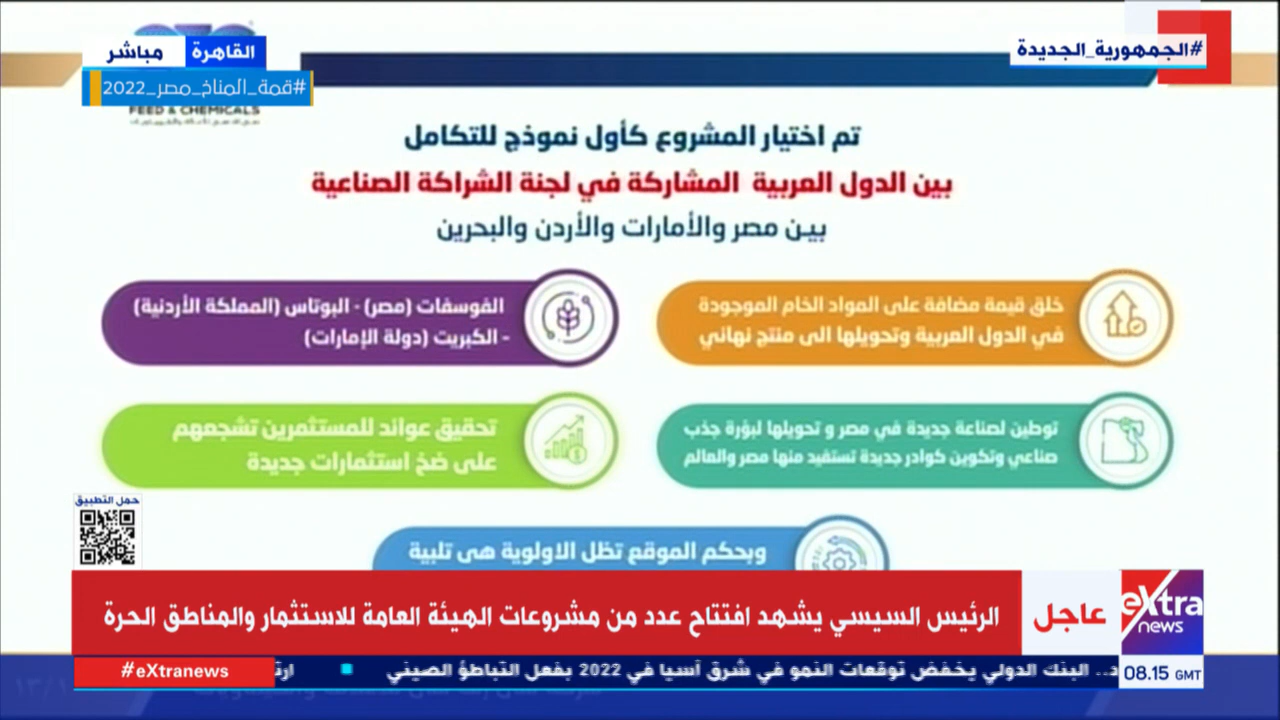 #الجمهورية_الجديدة
القاهرة
مباشر
#قمة_المناخ_مصر_2022
FEED & CHEMICALS
تم اختيار المشروع كأول نموذج للتكامل
بين الدول العربية المشاركة في لجنة الشراكة الصناعية
بين مصر والأمارات والأردن والبحرين
خلق قيمة مضافة على المواد الخام الموجودة
في الدول العربية وتحويلها الى منتج نهائي
الفوسفات (مصر) - البوتاس (المملكة الأردنية)
- الكبريت (دولة الإمارات)
توطين لصناعة جديدة في مصر و تحويلها لبؤرة جذب
صناعي وتكوين كوادر جديدة تستفيد منها مصر والعالم
تحقيق عوائد للمستثمرين تشجعهم
على ضخ استثمارات جديدة
حمل التطبيق
وبحكم الموقع تظل الاولوية هى تلبية
عاجل
الرئيس السيسي يشهد افتتاح عدد من مشروعات الهيئة العامة للاستثمار والمناطق الحرة
eXtra
news
#eXtranews
د.. البنك الدولي يخفض توقعات النمو في شرق آسيا في 2022 بفعل التباطؤ الصيني
08.15 GMT